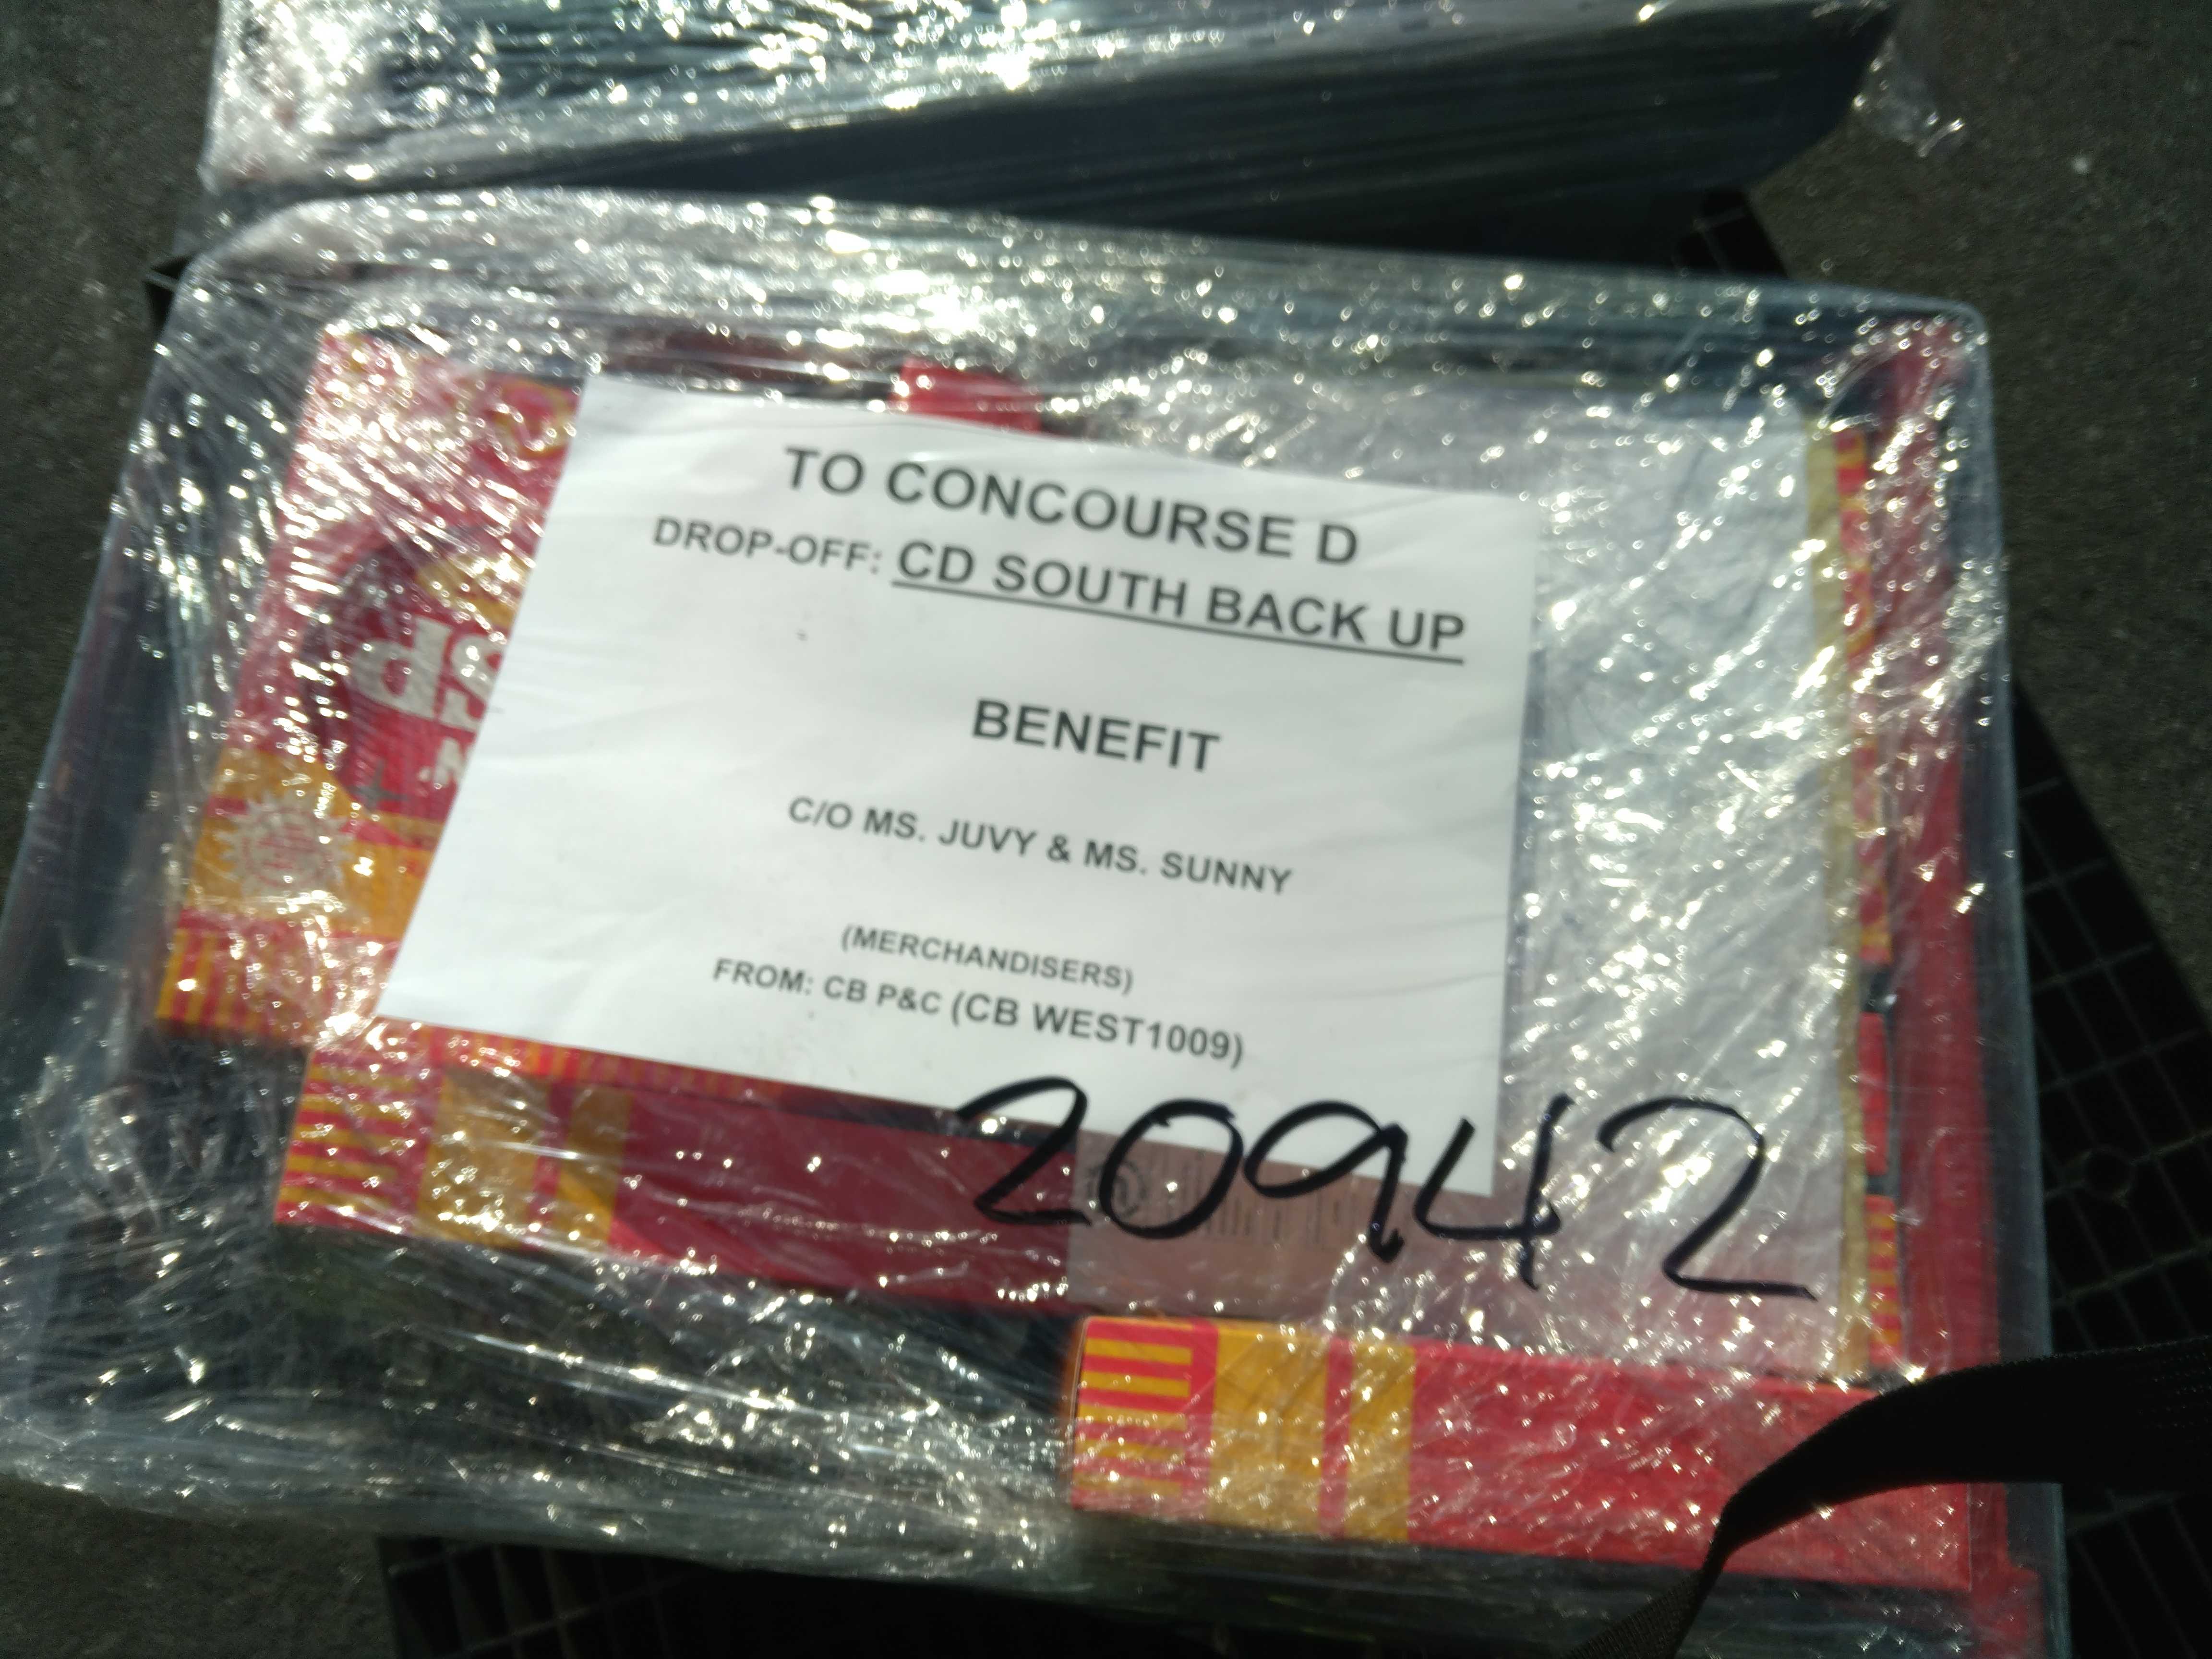 TO CONCOURSE D
DROP-OFF: CD SOUTH BACK UP
BENEFIT
C/O MS. JUVY & MS. SUNNY
(MERCHANDISERS)
FROM: CB P&C (CB WEST1009)
20942